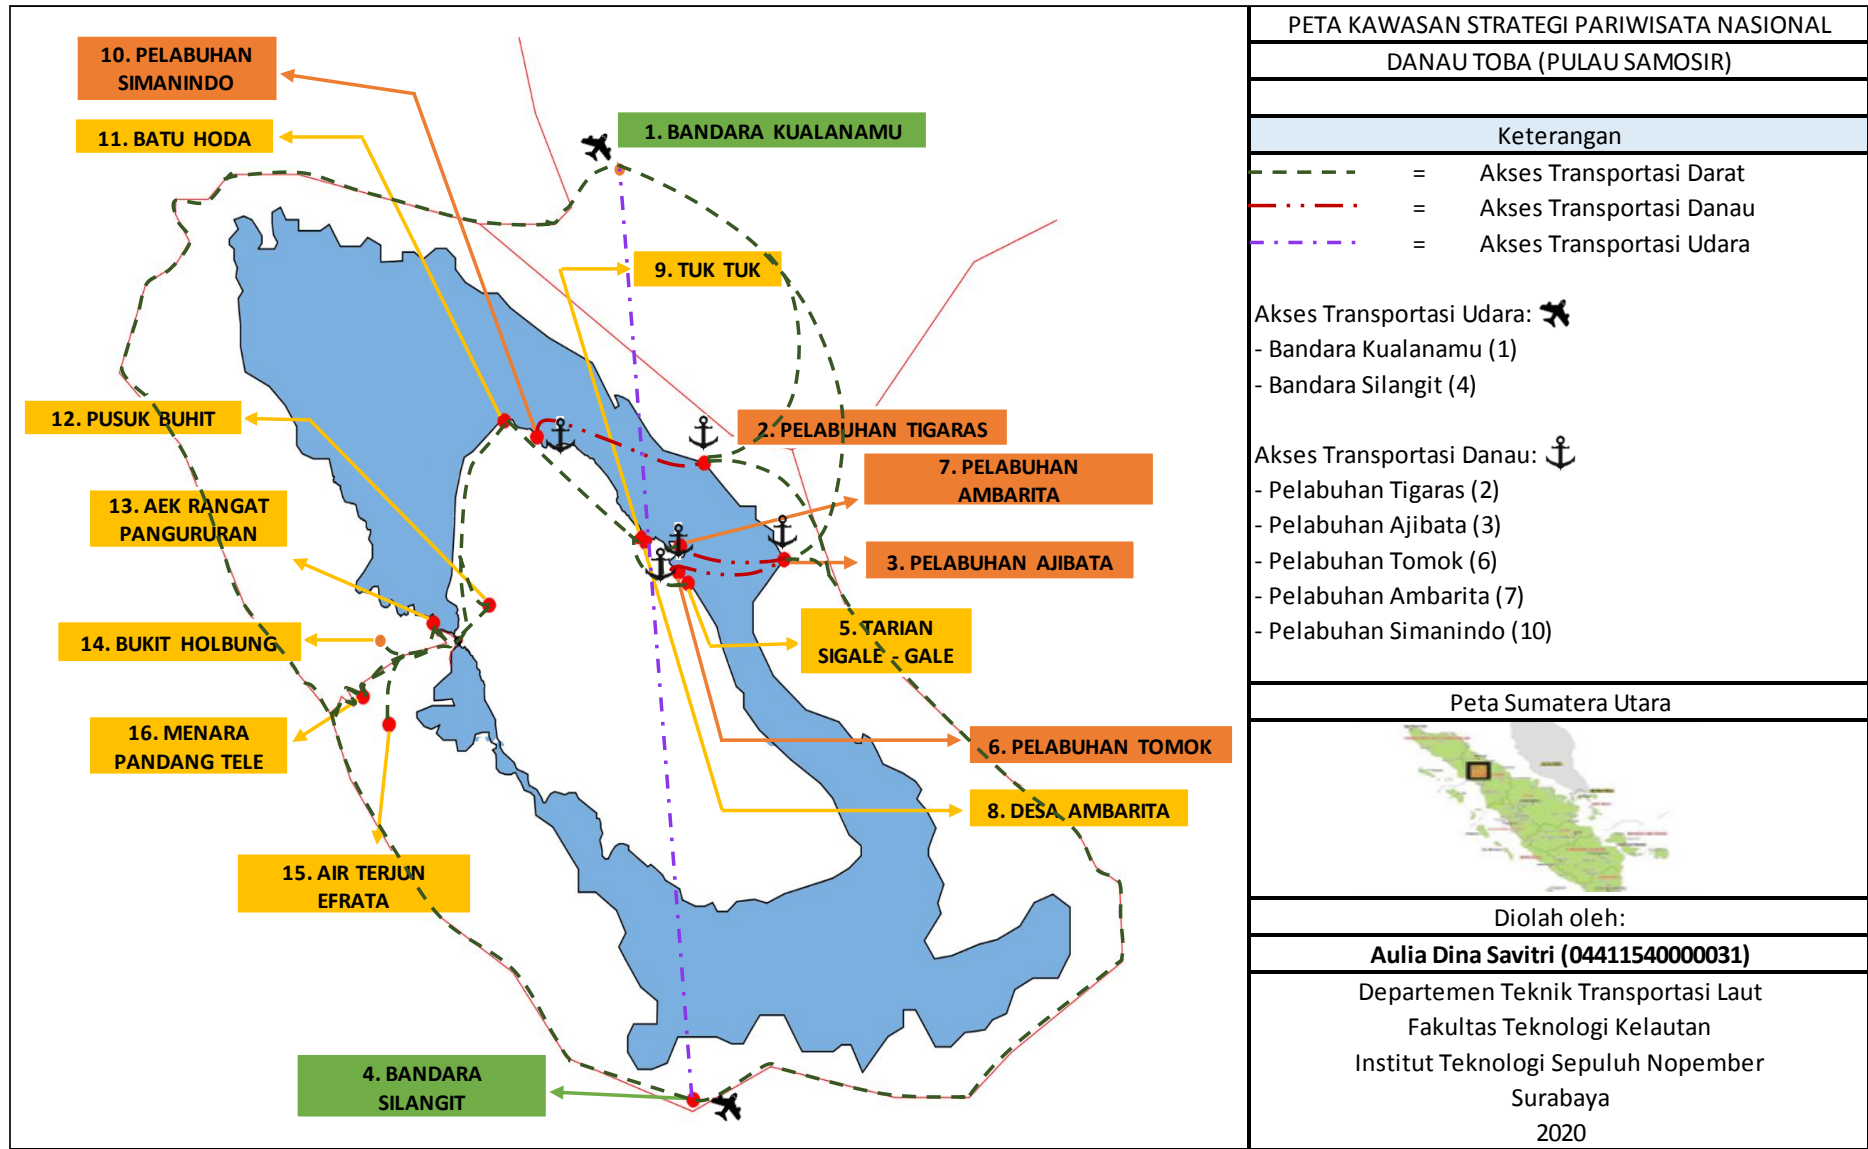 10. PELABUHAN
SIMANINDO
11. BATU HODA
1. BANDARA KUALANAMU
9. TUK TUK
12. PUSUK BUHIT
2. PELABUHAN TIGARAS
7. PELABUHAN
AMBARITA
13. AEK RANGAT
PANGURURAN
3. PELABUHAN AJIBATA
14. BUKIT HOLBUNG
5. TARIAN
SIGALE - GALE
16. MENARA
PANDANG TELE
6. PELABUHAN TOMOK
8. DESA AMBARITA
15. AIR TERJUN
EFRATA
4. BANDARA
SILANGIT
PETA KAWASAN STRATEGI PARIWISATA NASIONAL
DANAU TOBA (PULAU SAMOSIR)
Keterangan
= Akses Transportasi Darat
= Akses Transportasi Danau
= Akses Transportasi Udara
Akses Transportasi Udara:
- Bandara Kualanamu (1)
- Bandara Silangit (4)
Akses Transportasi Danau:
- Pelabuhan Tigaras (2)
- Pelabuhan Ajibata (3)
- Pelabuhan Tomok (6)
- Pelabuhan Ambarita (7)
- Pelabuhan Simanindo (10)
Peta Sumatera Utara
Diolah oleh:
Aulia Dina Savitri (04411540000031)
Departemen Teknik Transportasi Laut
Fakultas Teknologi Kelautan
Institut Teknologi Sepuluh Nopember
Surabaya
2020